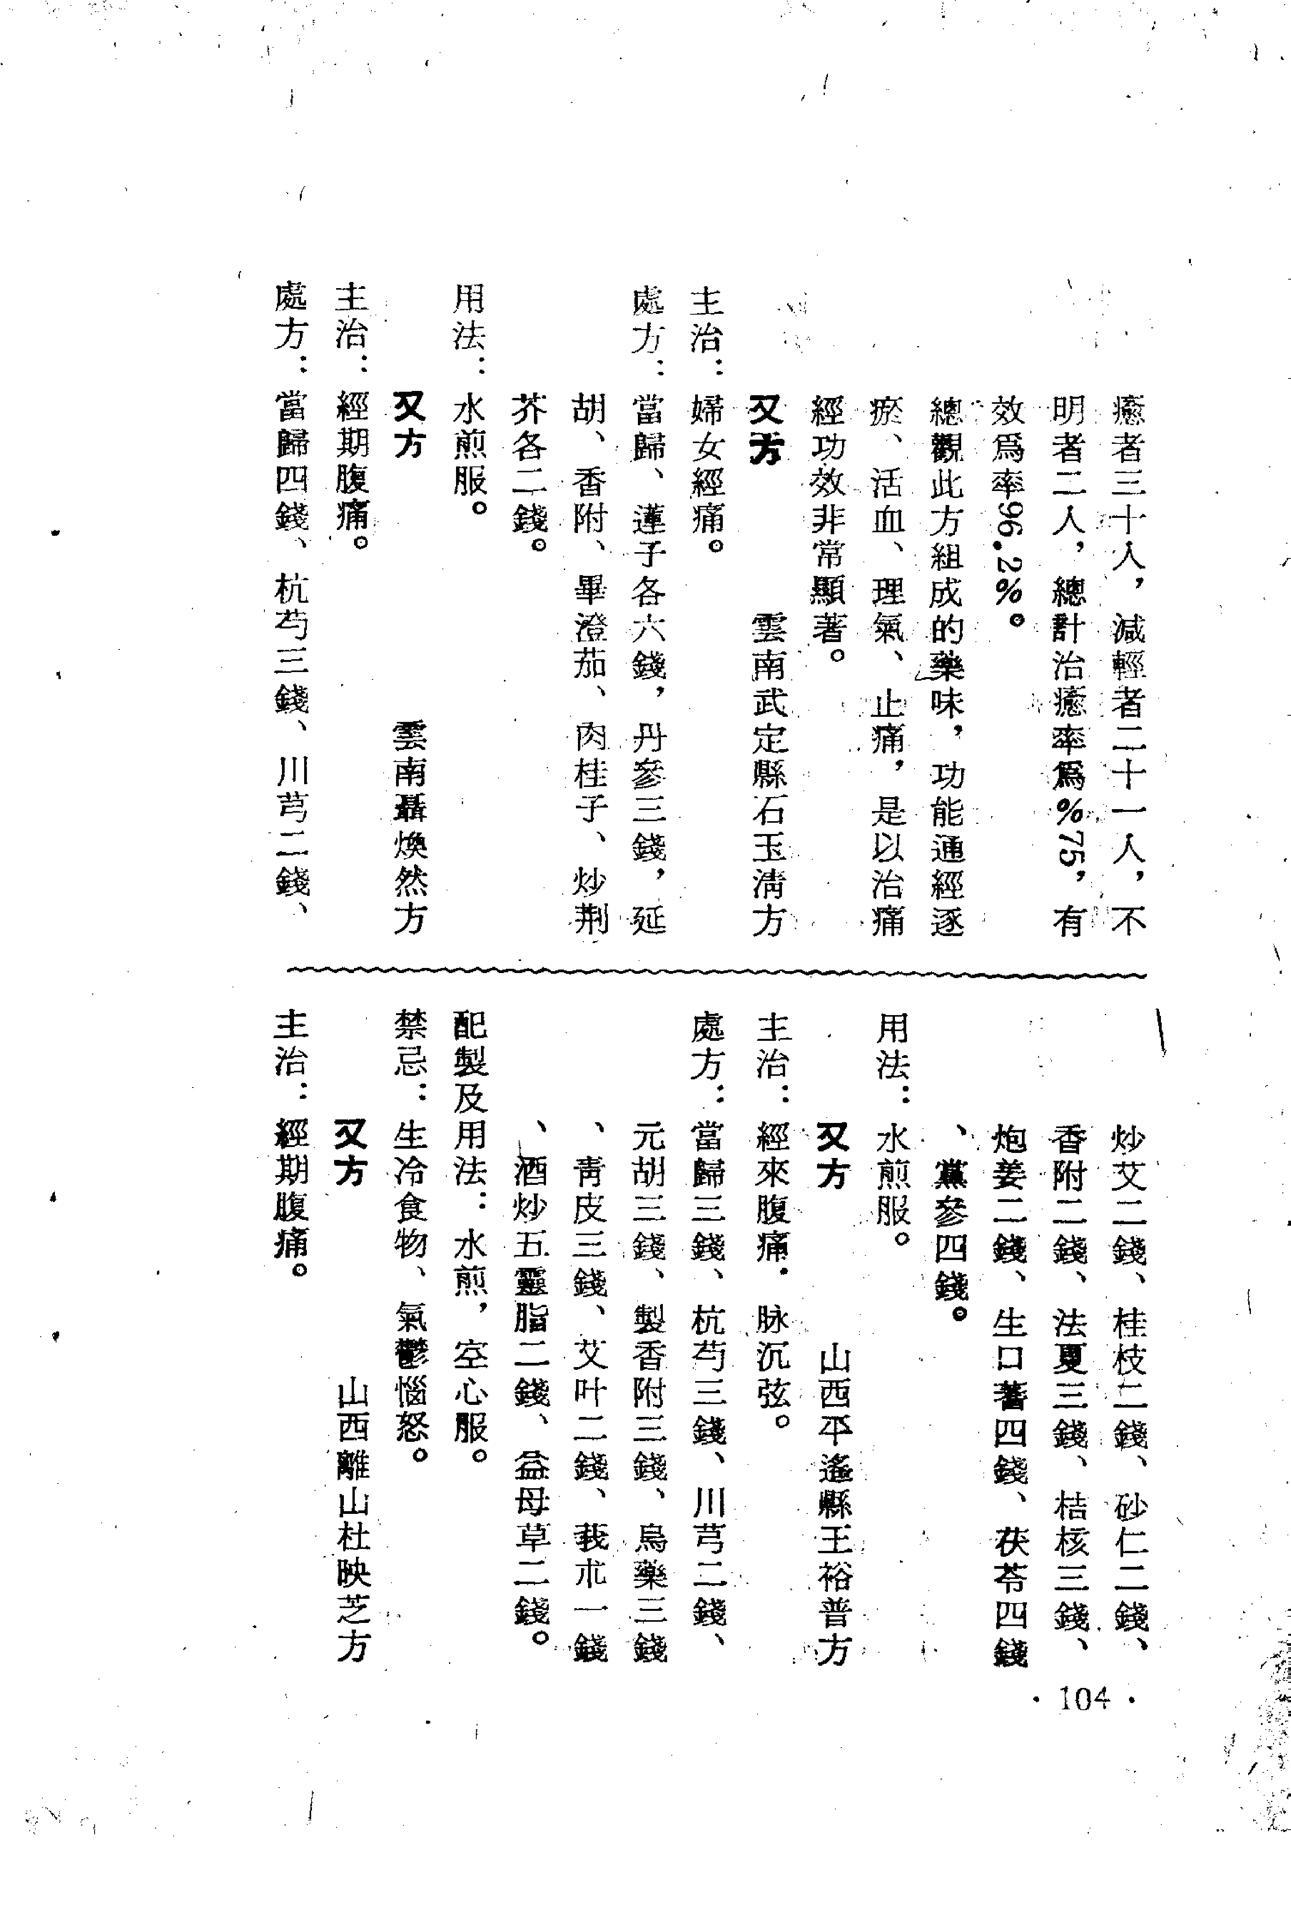 癒者三十人，減輕者二十一人，不
明者二人，總計治癒率爲%75，有
效爲率96.2%。
總觀此方組成的藥味，功能通經逐
瘀、活血、理氣、止痛，是以治痛
經功效非常顯著。
又方　雲南武定縣石玉淸方
主治：婦女經痛。
處方：當歸、蓮子各六錢，丹參三錢，延
胡、香附、畢澄茄、肉桂子、炒荆
芥各二錢。
用法：水煎服。
又方　雲南聶煥然方
主治：經期腹痛。
處方：當歸四錢、杭芍三錢、川芎二錢、
炒艾二錢、桂枝二錢、砂仁二錢、
香附二錢、法夏三錢、桔核三錢、
炮姜二錢、生口蓍四錢、茯苓四錢
、黨參四錢。
用法：水煎服。
又方　山西平遙縣王裕普方
主治：經來腹痛．脉沉弦。
處方：當歸三錢、杭芍三錢、川芎二錢、
元胡三錢、製香附三錢、烏藥三錢
、靑皮三錢、艾叶二錢、莪朮一錢
、酒炒五靈脂二錢、益母草二錢。
配製及用法：水煎，空心服。
禁忌：生冷食物、氣鬱惱怒。
又方　山西離山杜映芝方
主治：經期腹痛。
· 104 ·